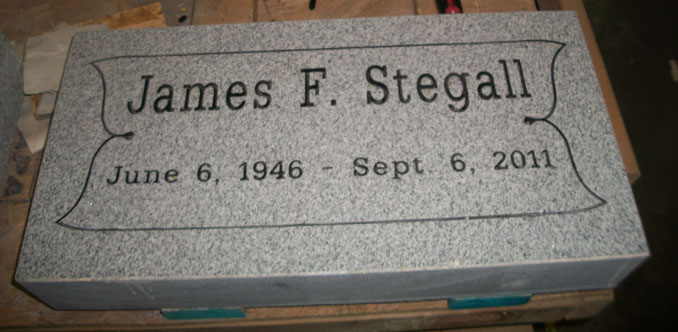 James F. Stegall
June 6, 1946 - Sept. 6, 2011